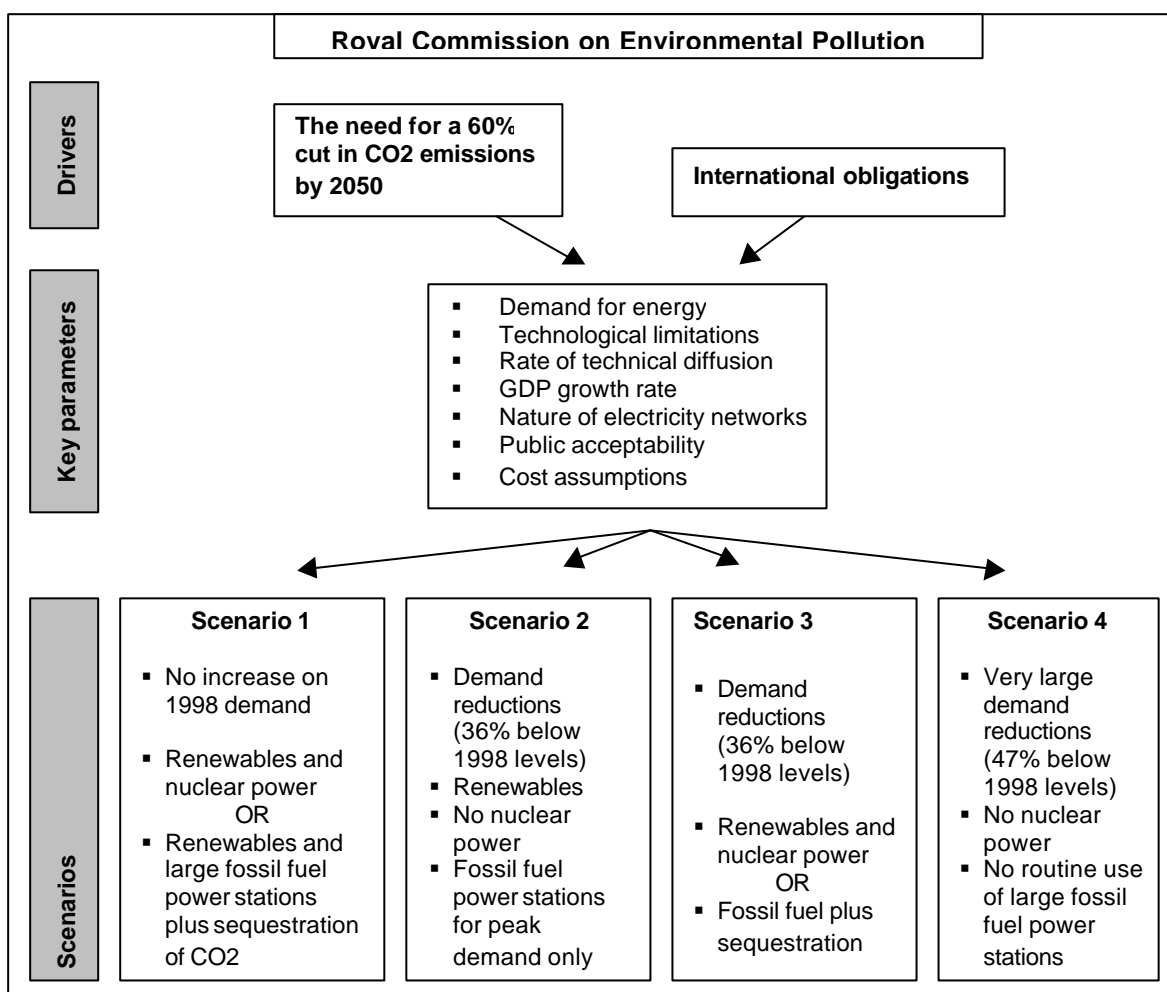 Roval Commission on Environmental Pollution
Drivers
The need for a 60%
cut in CO2 emissions
by 2050
International obligations
Key parameters
▪ Demand for energy
▪ Technological limitations
▪ Rate of technical diffusion
▪ GDP growth rate
▪ Nature of electricity networks
▪ Public acceptability
▪ Cost assumptions
Scenarios
Scenario 1
▪ No increase on
1998 demand
▪ Renewables and
nuclear power
OR
▪ Renewables and
large fossil fuel
power stations
plus sequestration
of CO2
Scenario 2
▪ Demand
reductions
(36% below
1998 levels)
▪ Renewables
▪ No nuclear
power
▪ Fossil fuel
power stations
for peak
demand only
Scenario 3
▪ Demand
reductions
(36% below
1998 levels)
▪ Renewables and
nuclear power
OR
▪ Fossil fuel plus
sequestration
Scenario 4
▪ Very large
demand
reductions
(47% below
1998 levels)
▪ No nuclear
power
▪ No routine use
of large fossil
fuel power
stations